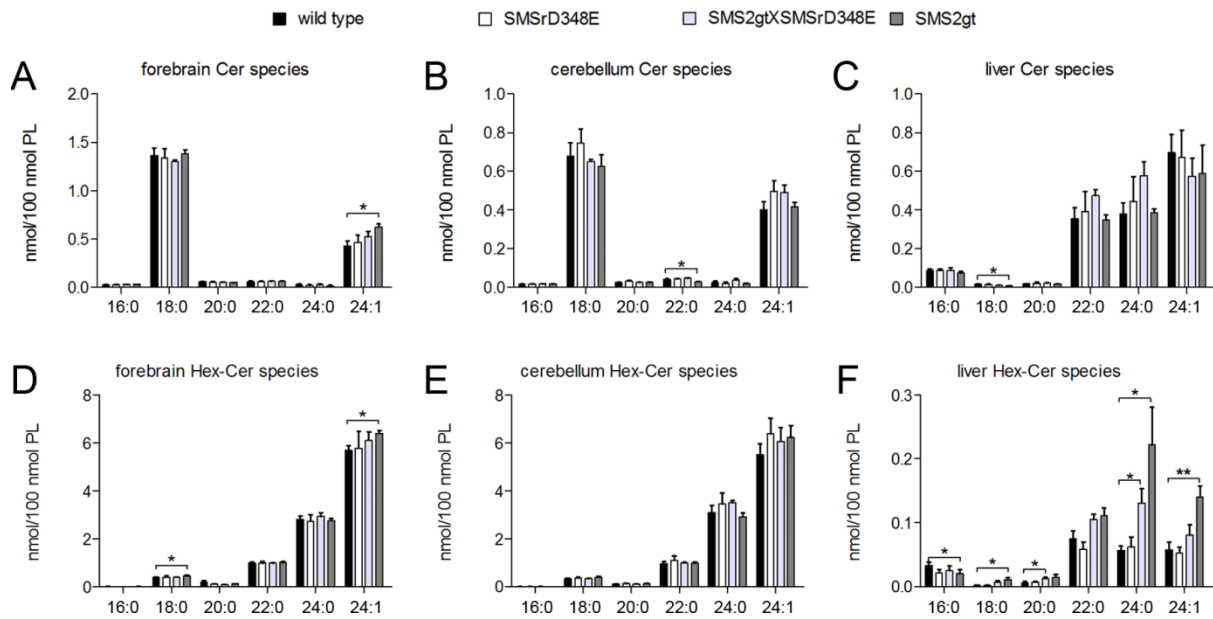 wild type SMSrD348E SMS2gtXSMSrD348E SMS2gt
A forebrain Cer species
nmol/100 nmol PL
2.0
1.5
1.0
0.5
0.0
*
16:0 18:0 20:0 22:0 24:0 24:1
B cerebellum Cer species
nmol/100 nmol PL
1.0
0.8
0.6
0.4
0.2
0.0
*
16:0 18:0 20:0 22:0 24:0 24:1
C liver Cer species
nmol/100 nmol PL
1.0
0.8
0.6
0.4
0.2
0.0
*
16:0 18:0 20:0 22:0 24:0 24:1
D forebrain Hex-Cer species
nmol/100 nmol PL
8
6
4
2
0
* *
16:0 18:0 20:0 22:0 24:0 24:1
E cerebellum Hex-Cer species
nmol/100 nmol PL
8
6
4
2
0
16:0 18:0 20:0 22:0 24:0 24:1
F liver Hex-Cer species
nmol/100 nmol PL
0.3
0.2
0.1
0.0
* * * * * **
16:0 18:0 20:0 22:0 24:0 24:1